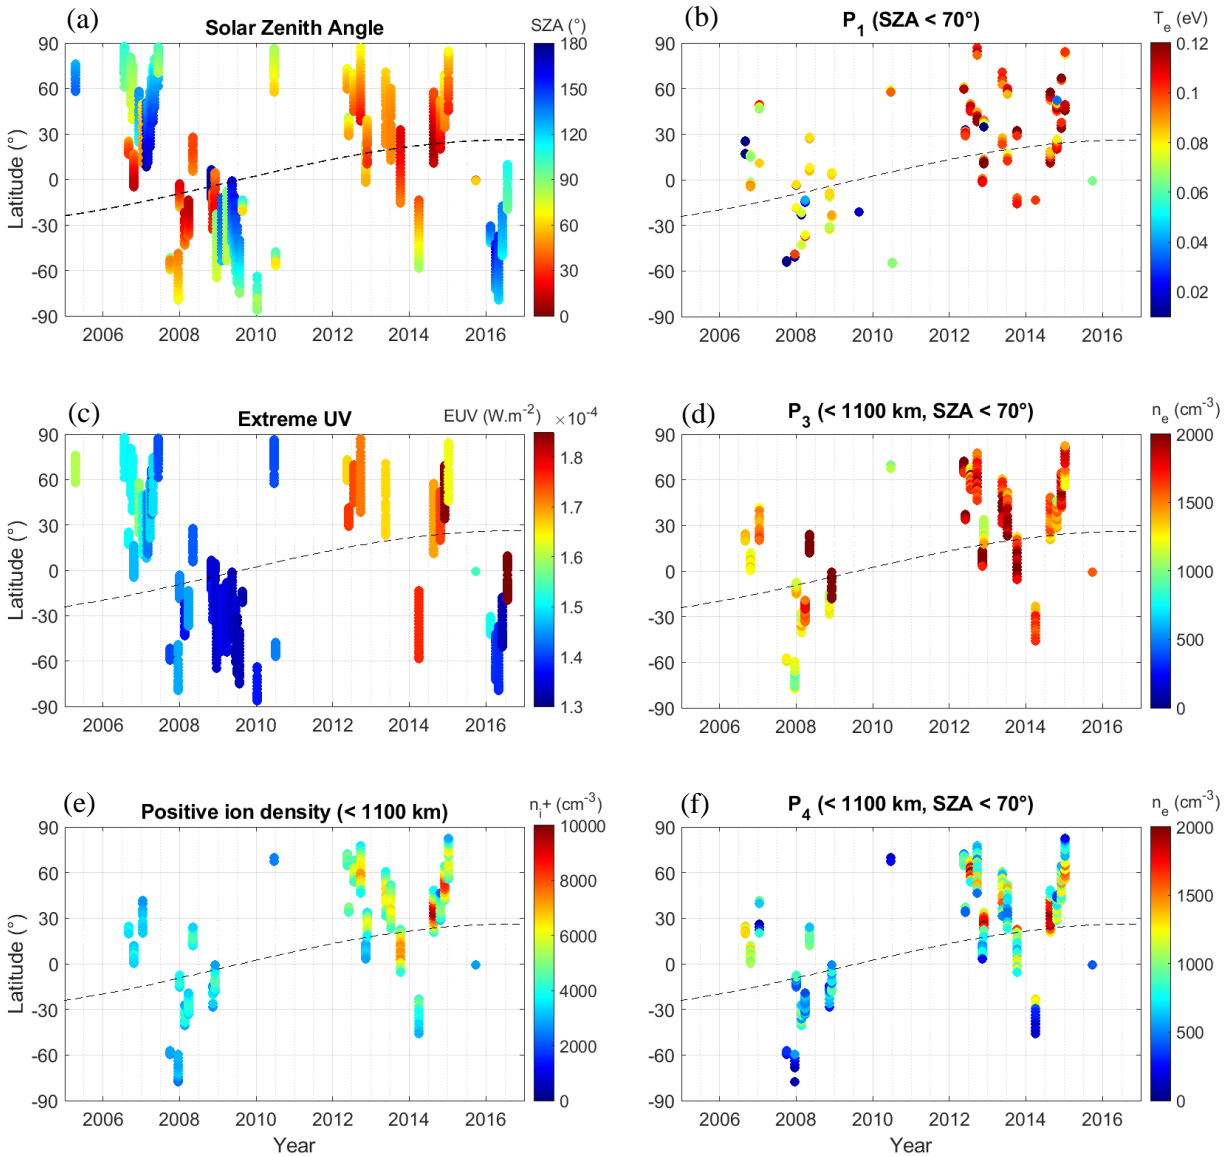 (a)
Solar Zenith Angle
SZA (°)
90
60
30
0
-30
-60
-90
Latitude (°)
2006 2008 2010 2012 2014 2016
180
150
120
90
60
30
0
(b)
P1 (SZA < 70°)
Te (eV)
90
60
30
0
-30
-60
-90
2006 2008 2010 2012 2014 2016
0.12
0.1
0.08
0.06
0.04
0.02
(c)
Extreme UV
EUV (W.m-2) ×10-4
90
60
30
0
-30
-60
-90
Latitude (°)
2006 2008 2010 2012 2014 2016
1.8
1.7
1.6
1.5
1.4
1.3
(d)
P3 (< 1100 km, SZA < 70°)
ne (cm-3)
90
60
30
0
-30
-60
-90
2006 2008 2010 2012 2014 2016
2000
1500
1000
500
0
(e)
Positive ion density (< 1100 km)
ni+ (cm-3)
90
60
30
0
-30
-60
-90
Latitude (°)
2006 2008 2010 2012 2014 2016
Year
10000
8000
6000
4000
2000
0
(f)
P4 (< 1100 km, SZA < 70°)
ne (cm-3)
90
60
30
0
-30
-60
-90
2006 2008 2010 2012 2014 2016
Year
2000
1500
1000
500
0